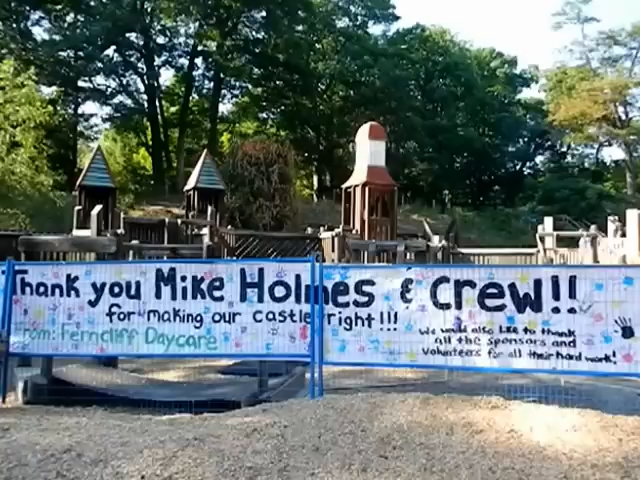 Thank you Mike Holmes & Crew!!
for making our castle right!!!
From: Ferncliff Daycare
We would also LIKE to thank
all the sponsors and
volunteers for all their hard work!